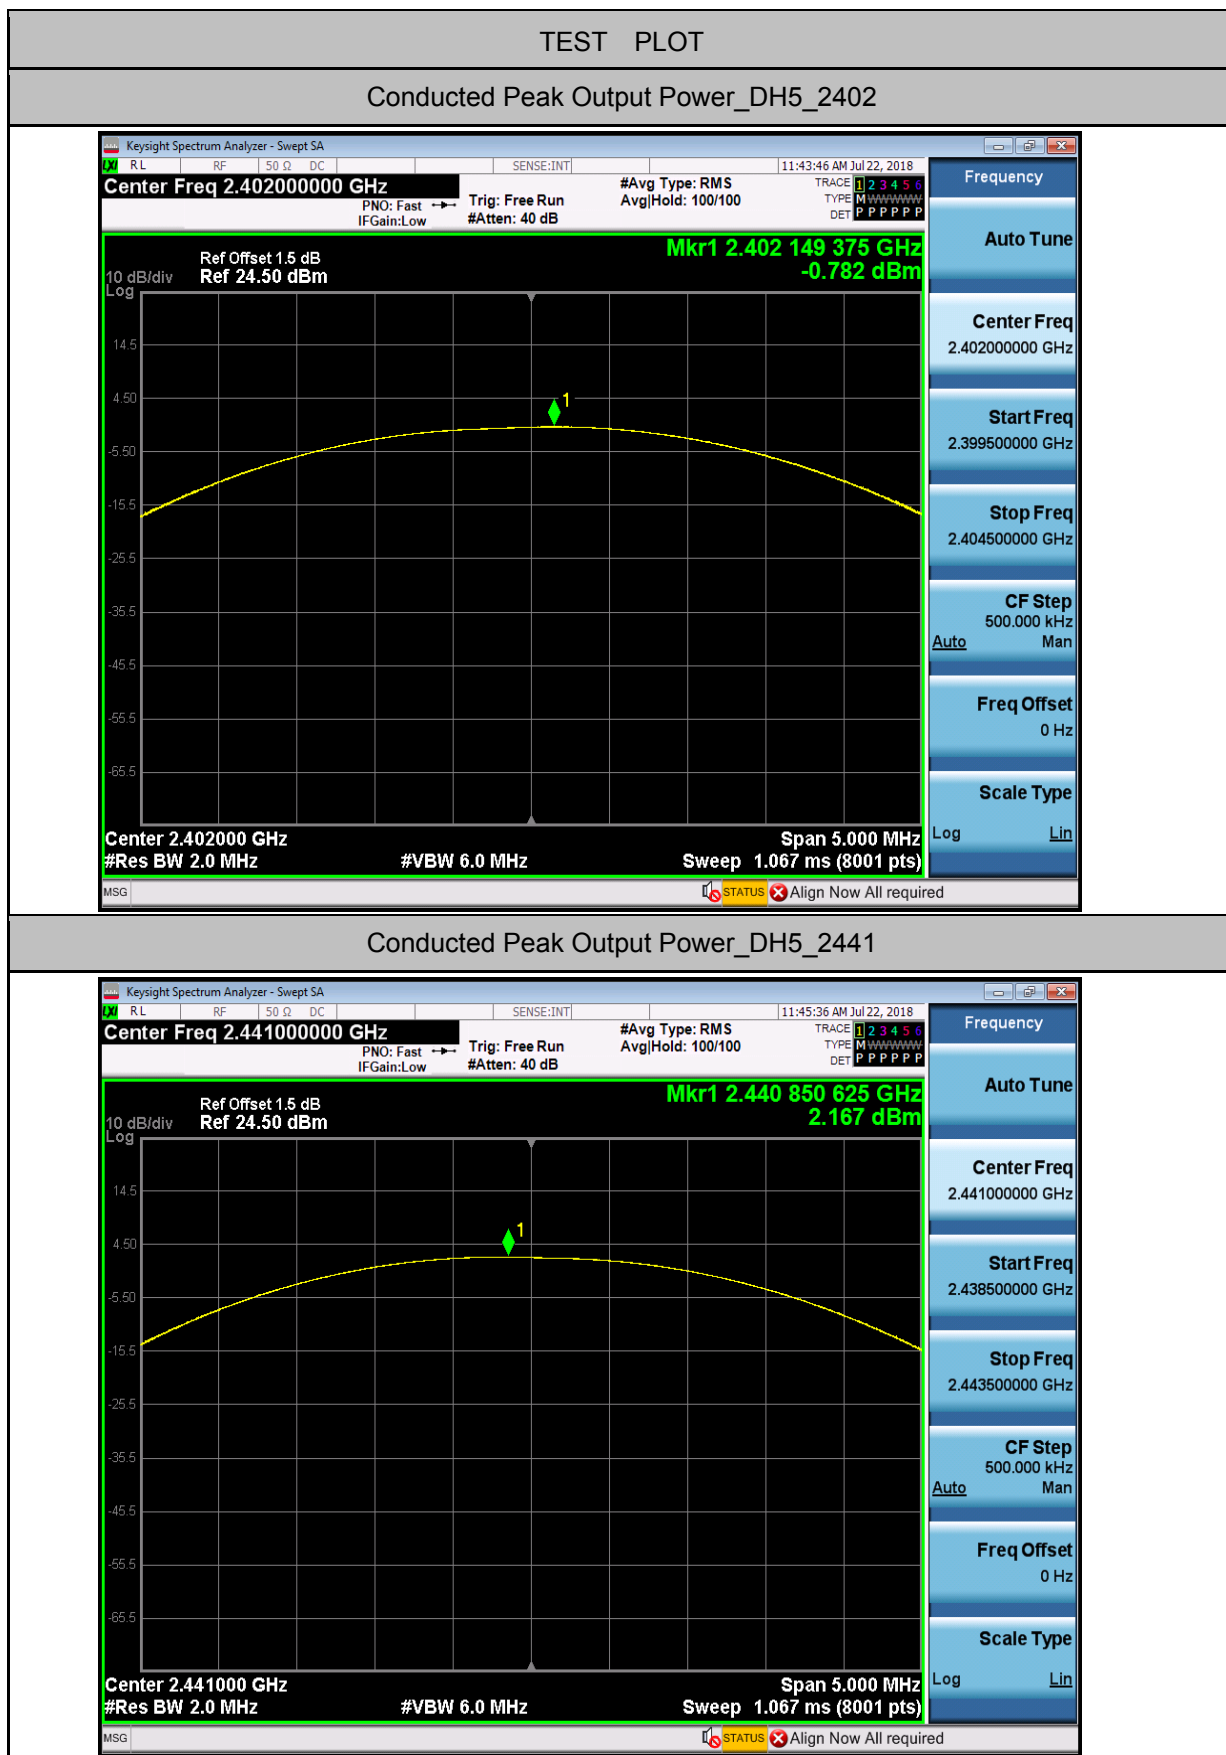 TEST PLOT
Conducted Peak Output Power_DH5_2402
Keysight Spectrum Analyzer - Swept SA
LXI RL RF 50 Ω DC SENSE:INT 11:43:46 AM Jul 22, 2018
Center Freq 2.402000000 GHz
PNO: Fast
IFGain:Low
Trig: Free Run
#Atten: 40 dB
#Avg Type: RMS
Avg|Hold: 100/100
TRACE 1 2 3 4 5 6
TYPE M WWWWW
DET P P P P P P
Ref Offset 1.5 dB
10 dB/div Ref 24.50 dBm
Log
Mkr1 2.402 149 375 GHz
-0.782 dBm
14.5
4.50
-5.50
-15.5
-25.5
-35.5
-45.5
-55.5
-65.5
1
Center 2.402000 GHz Span 5.000 MHz
#Res BW 2.0 MHz #VBW 6.0 MHz Sweep 1.067 ms (8001 pts)
MSG STATUS Align Now All required
Frequency
Auto Tune
Center Freq
2.402000000 GHz
Start Freq
2.399500000 GHz
Stop Freq
2.404500000 GHz
CF Step
500.000 kHz
Auto Man
Freq Offset
0 Hz
Scale Type
Log Lin
Conducted Peak Output Power_DH5_2441
Keysight Spectrum Analyzer - Swept SA
LXI RL RF 50 Ω DC SENSE:INT 11:45:36 AM Jul 22, 2018
Center Freq 2.441000000 GHz
PNO: Fast
IFGain:Low
Trig: Free Run
#Atten: 40 dB
#Avg Type: RMS
Avg|Hold: 100/100
TRACE 1 2 3 4 5 6
TYPE M WWWWW
DET P P P P P P
Ref Offset 1.5 dB
10 dB/div Ref 24.50 dBm
Log
Mkr1 2.440 850 625 GHz
2.167 dBm
14.5
4.50
-5.50
-15.5
-25.5
-35.5
-45.5
-55.5
-65.5
1
Center 2.441000 GHz Span 5.000 MHz
#Res BW 2.0 MHz #VBW 6.0 MHz Sweep 1.067 ms (8001 pts)
MSG STATUS Align Now All required
Frequency
Auto Tune
Center Freq
2.441000000 GHz
Start Freq
2.438500000 GHz
Stop Freq
2.443500000 GHz
CF Step
500.000 kHz
Auto Man
Freq Offset
0 Hz
Scale Type
Log Lin